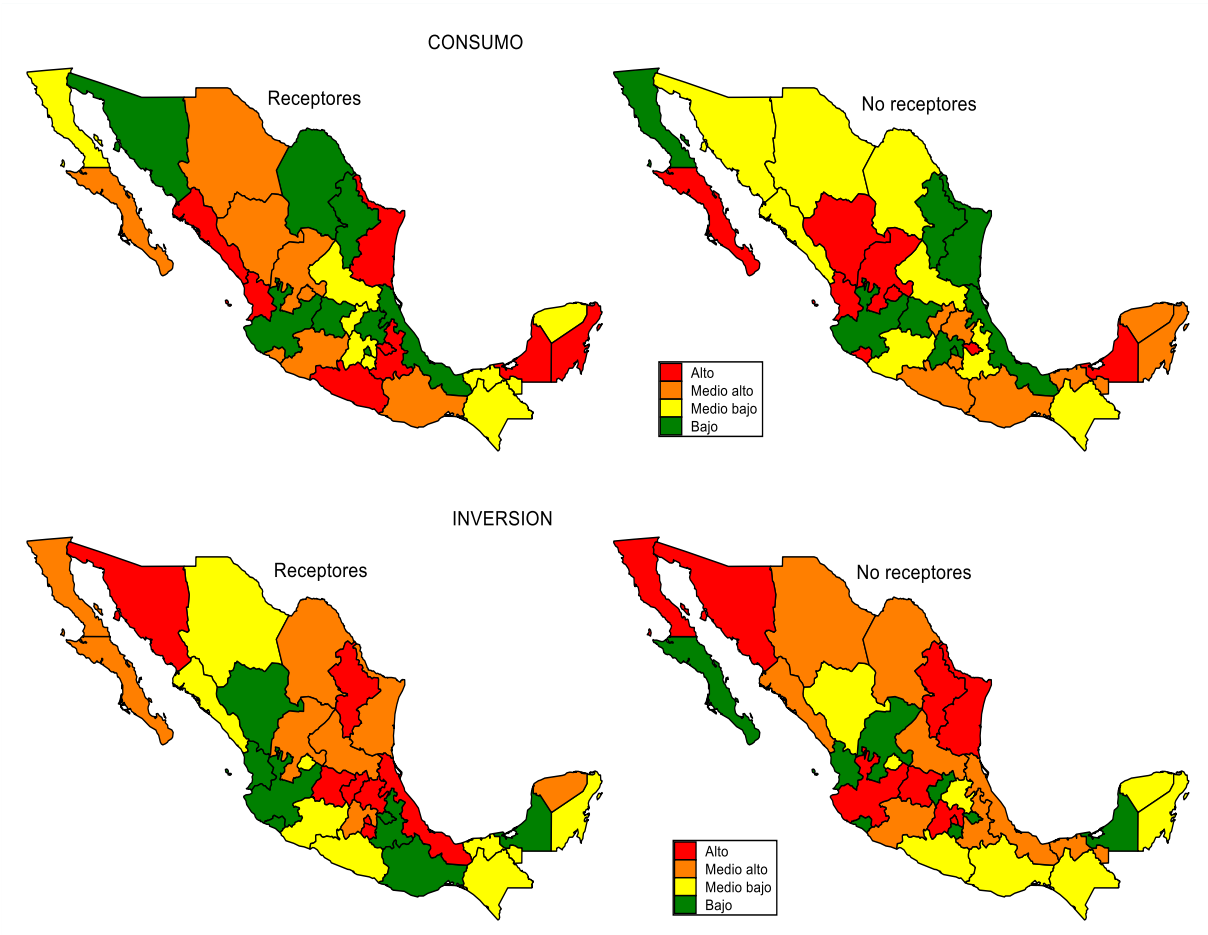 CONSUMO
Receptores
No receptores
Alto
Medio alto
Medio bajo
Bajo
INVERSION
Receptores
No receptores
Alto
Medio alto
Medio bajo
Bajo